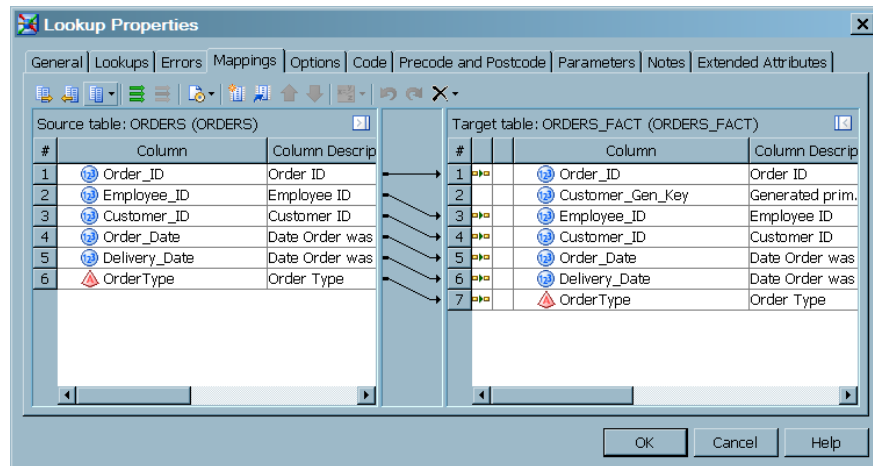 Lookup Properties
General Lookups Errors Mappings Options Code Precode and Postcode Parameters Notes Extended Attributes
Source table: ORDERS (ORDERS) Target table: ORDERS_FACT (ORDERS_FACT)
# Column Column Descrip # Column Column Descrip
1 Order_ID Order ID 1 Order_ID Order ID
2 Employee_ID Employee ID 2 Customer_Gen_Key Generated prim.
3 Customer_ID Customer ID 3 Employee_ID Employee ID
4 Order_Date Date Order was 4 Customer_ID Customer ID
5 Delivery_Date Date Order was 5 Order_Date Date Order was
6 OrderType Order Type 6 Delivery_Date Date Order was
7 OrderType Order Type
OK Cancel Help